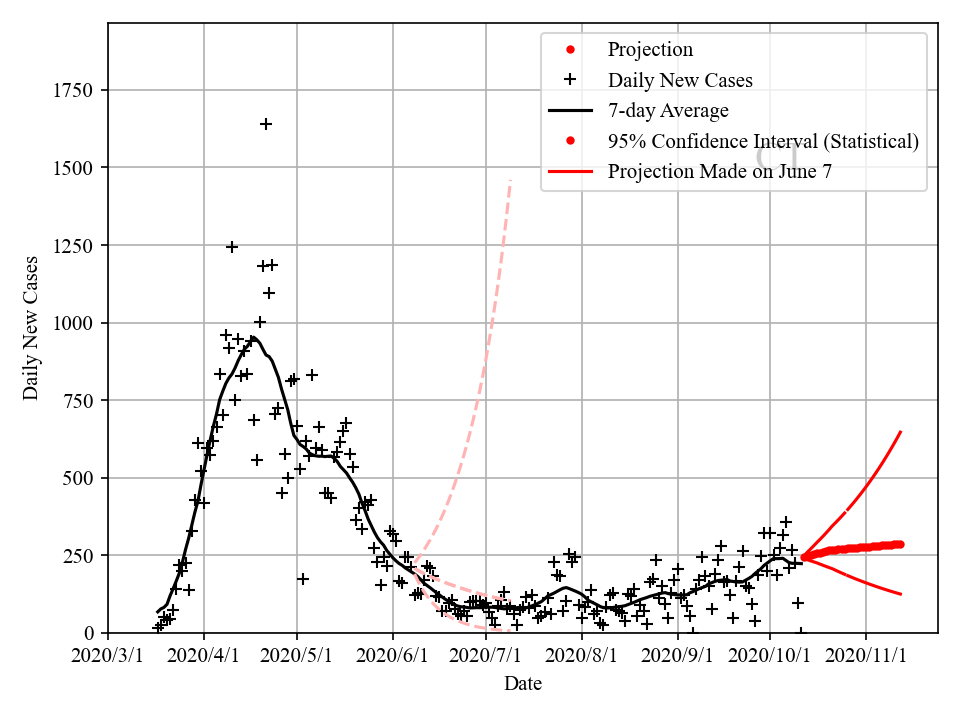 Projection
Daily New Cases
7-day Average
95% Confidence Interval (Statistical)
Projection Made on June 7
CT
Daily New Cases
1750
1500
1250
1000
750
500
250
0
2020/3/1 2020/4/1 2020/5/1 2020/6/1 2020/7/1 2020/8/1 2020/9/1 2020/10/1 2020/11/1
Date